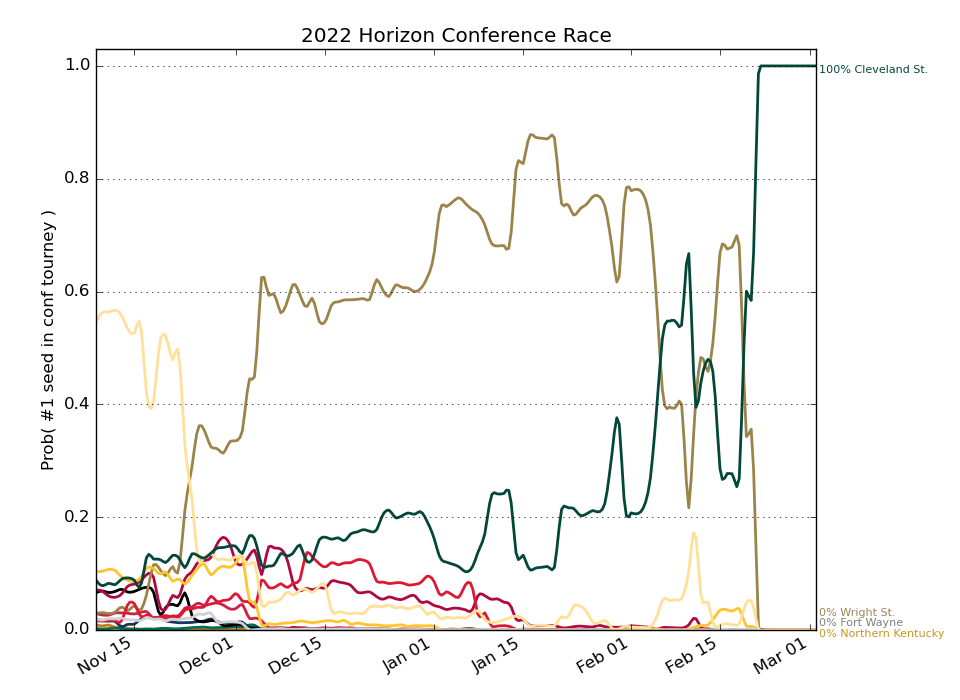 2022 Horizon Conference Race
Prob( #1 seed in conf tourney )
1.0
0.8
0.6
0.4
0.2
0.0
Nov 15
Dec 01
Dec 15
Jan 01
Jan 15
Feb 01
Feb 15
Mar 01
100% Cleveland St.
0% Wright St.
0% Fort Wayne
0% Northern Kentucky